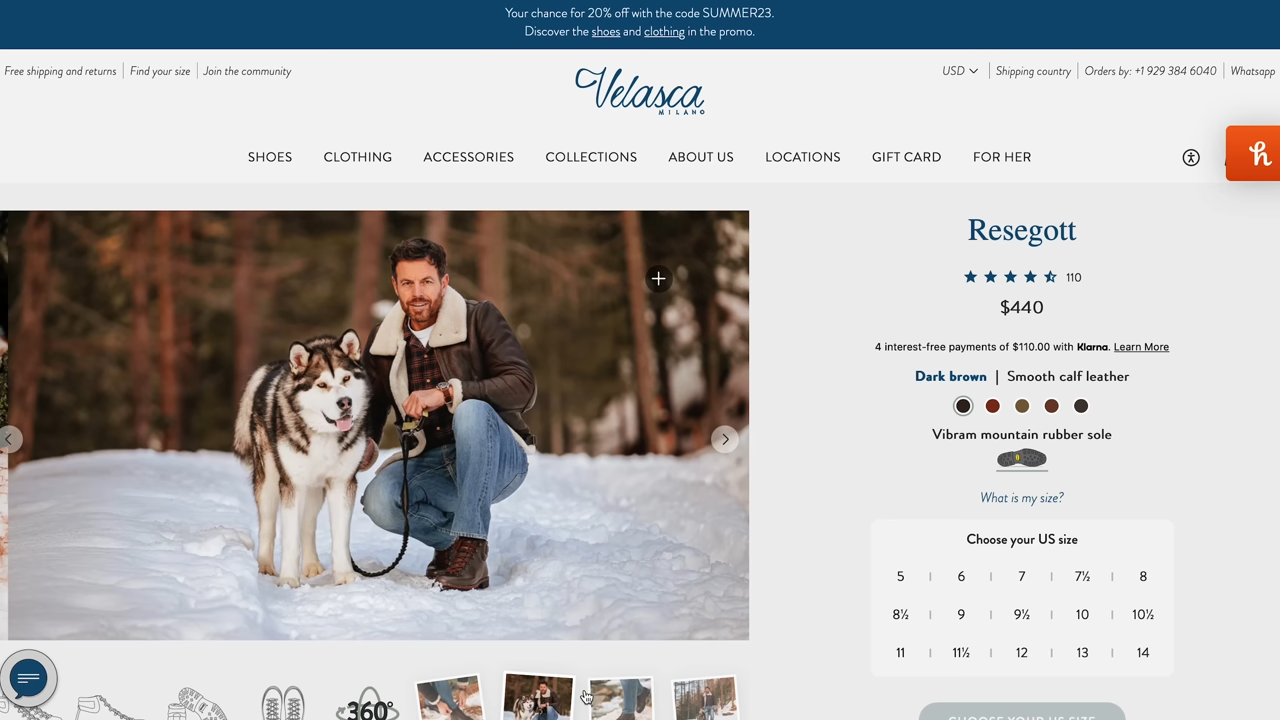 Your chance for 20% off with the code SUMMER23.
Discover the shoes and clothing in the promo.
Free shipping and returns
Find your size
Join the community
Velasca
MILANO
USD
Shipping country
Orders by: +1 929 384 6040
Whatsapp
SHOES
CLOTHING
ACCESSORIES
COLLECTIONS
ABOUT US
LOCATIONS
GIFT CARD
FOR HER
Resegott
110
$440
4 interest-free payments of $110.00 with Klarna. Learn More
Dark brown | Smooth calf leather
Vibram mountain rubber sole
What is my size?
Choose your US size
5 | 6 | 7 | 7½ | 8
8½ | 9 | 9½ | 10 | 10½
11 | 11½ | 12 | 13 | 14
360°
CHOOSE YOUR US SIZE